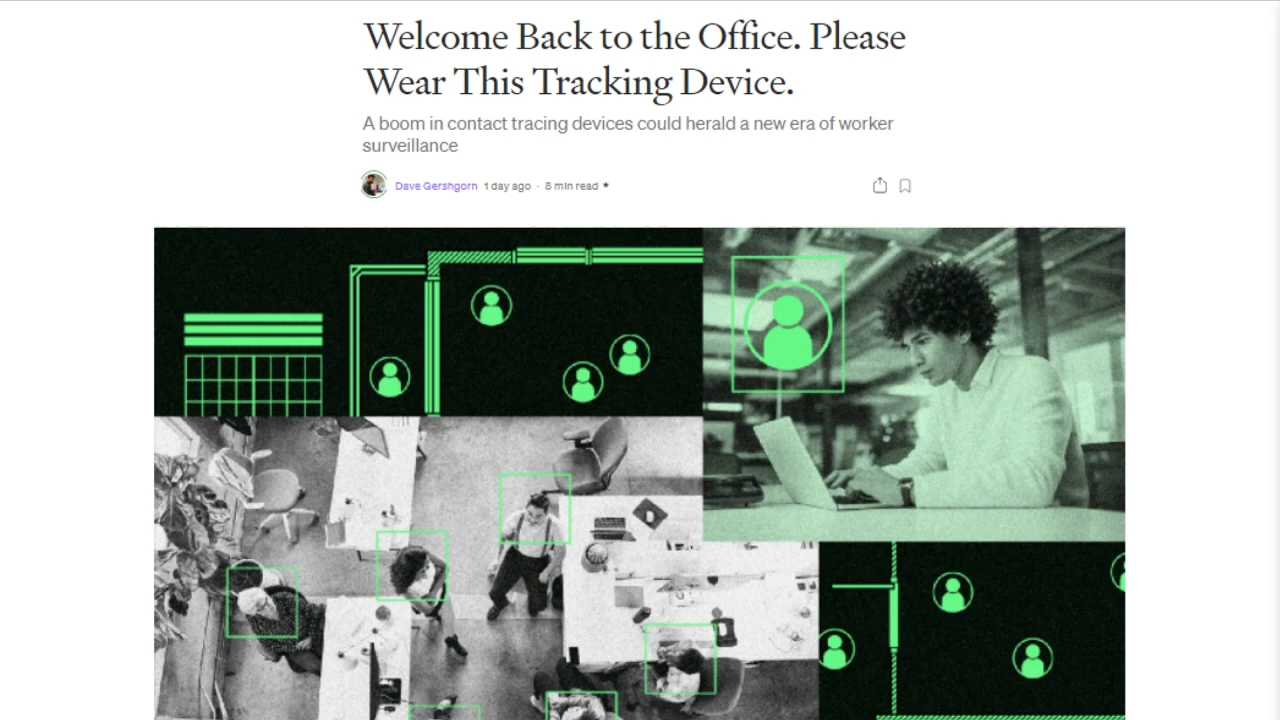 Welcome Back to the Office. Please
Wear This Tracking Device.
A boom in contact tracing devices could herald a new era of worker
surveillance
Dave Gershgorn 1 day ago · 8 min read ★